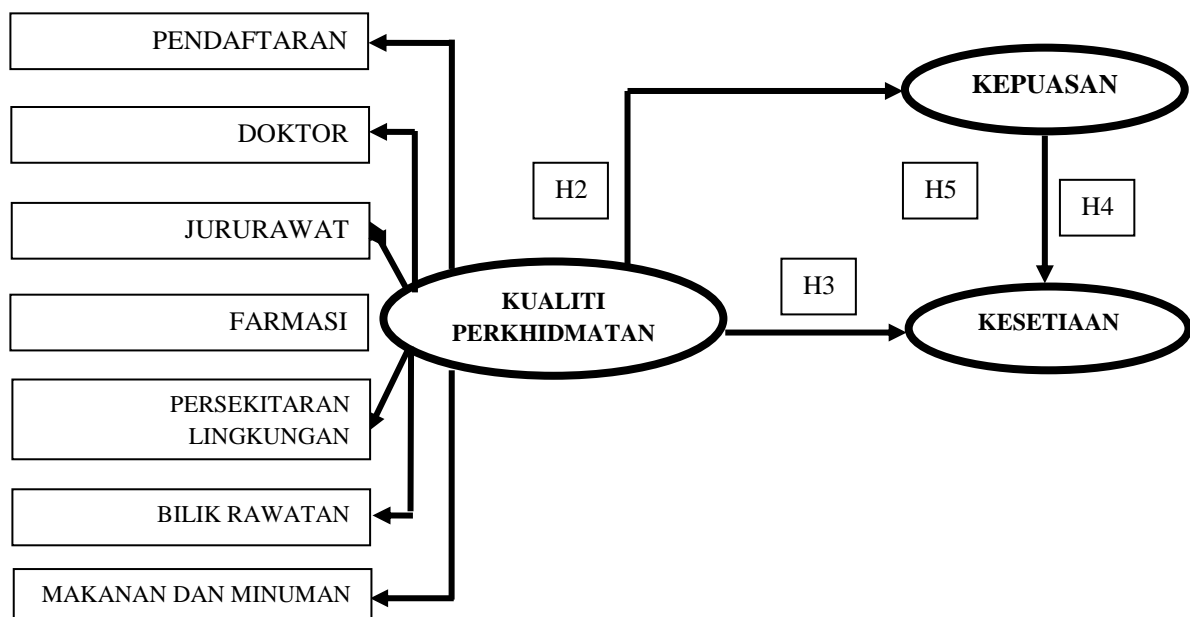 PENDAFTARAN
DOKTOR
JURURAWAT
FARMASI
PERSEKITARAN
LINGKUNGAN
BILIK RAWATAN
MAKANAN DAN MINUMAN
KUALITI
PERKHIDMATAN
H2
H3
KEPUASAN
H5
H4
KESETIAAN